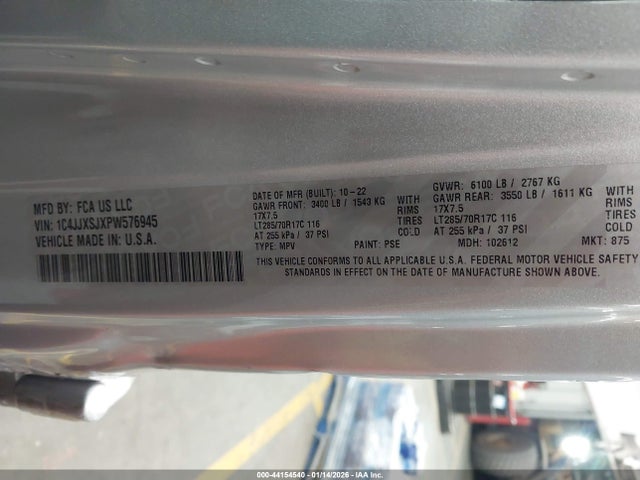 MFD BY: FCA US LLC
VIN: 1C4JJXSJXPW576945
VEHICLE MADE IN: U.S.A.
DATE OF MFR (BUILT): 10-22
GAWR FRONT: 3400 LB / 1543 KG
17X7.5
LT285/70R17C 116
AT 255 kPa / 37 PSI
TYPE: MPV
PAINT: PSE
WITH
RIMS
TIRES
COLD
GVWR: 6100 LB / 2767 KG
GAWR REAR: 3550 LB / 1611 KG
17X7.5
LT285/70R17C 116
AT 255 kPa / 37 PSI
MDH: 102612
WITH
RIMS
TIRES
COLD
MKT: 875
THIS VEHICLE CONFORMS TO ALL APPLICABLE U.S.A. FEDERAL MOTOR VEHICLE SAFETY
STANDARDS IN EFFECT ON THE DATE OF MANUFACTURE SHOWN ABOVE.
000-44154540 - 01/14/2026 - IAA Inc.